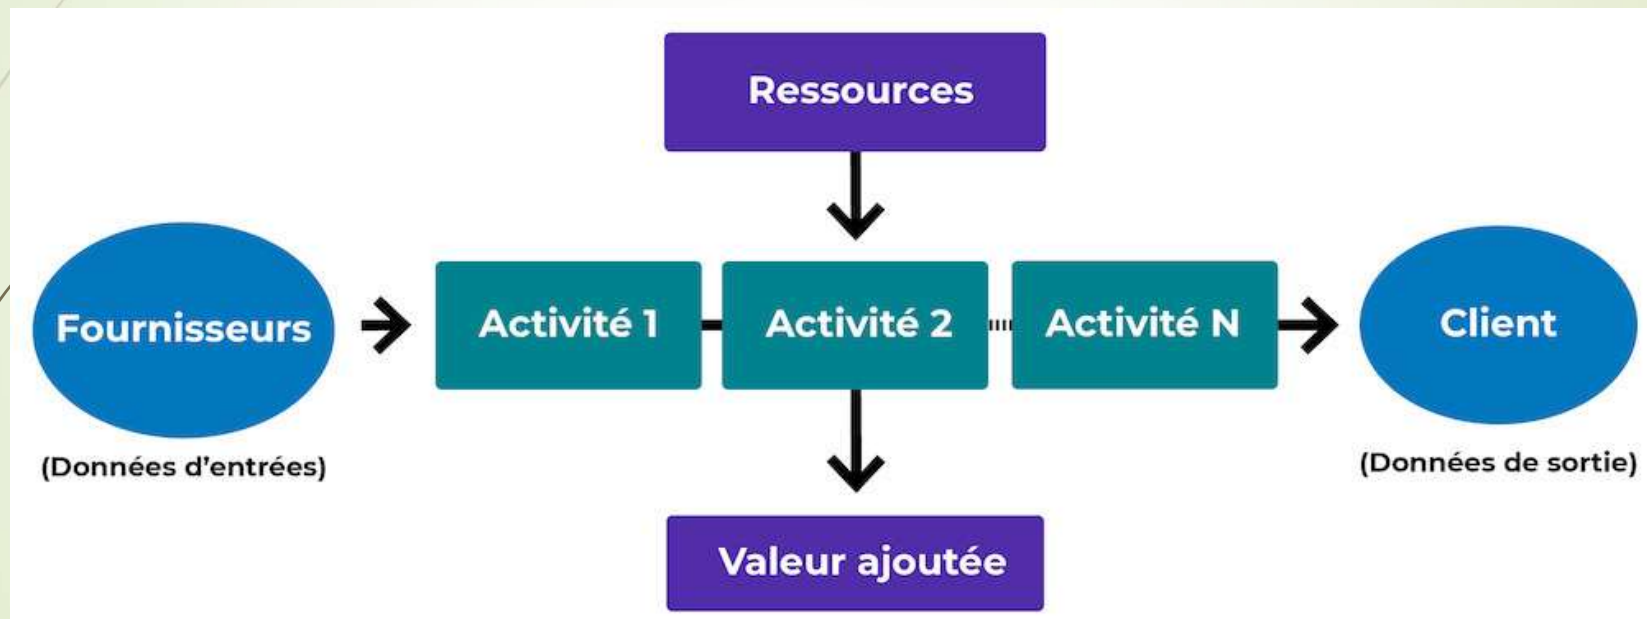 Ressources
Fournisseurs
Activité 1
Activité 2
Activité N
Client
(Données d'entrées)
(Données de sortie)
Valeur ajoutée